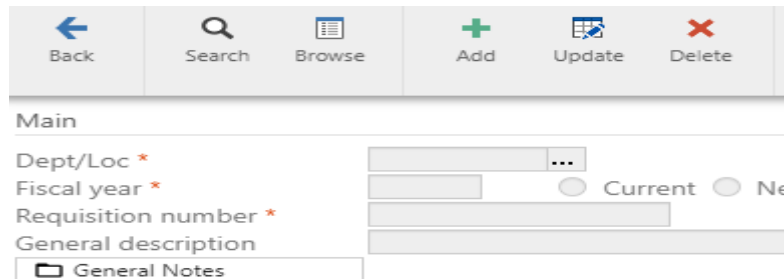 Back Search Browse Add Update Delete
Main
Dept/Loc * ...
Fiscal year * Current
Requisition number *
General description
General Notes